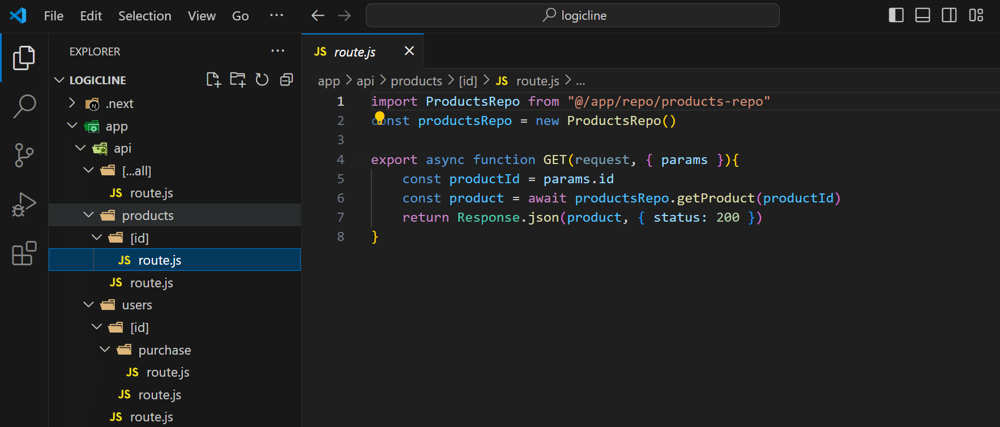 File Edit Selection View Go ··· logicline
EXPLORER ···
LOGICLINE
.next
app
api
[...all]
JS route.js
products
[id]
JS route.js
JS route.js
users
[id]
purchase
JS route.js
JS route.js
JS route.js
JS route.js
app > api > products > [id] > JS route.js > ...
1 import ProductsRepo from "@/app/repo/products-repo"
2 const productsRepo = new ProductsRepo()
3
4 export async function GET(request, { params }){
5 const productId = params.id
6 const product = await productsRepo.getProduct(productId)
7 return Response.json(product, { status: 200 })
8 }